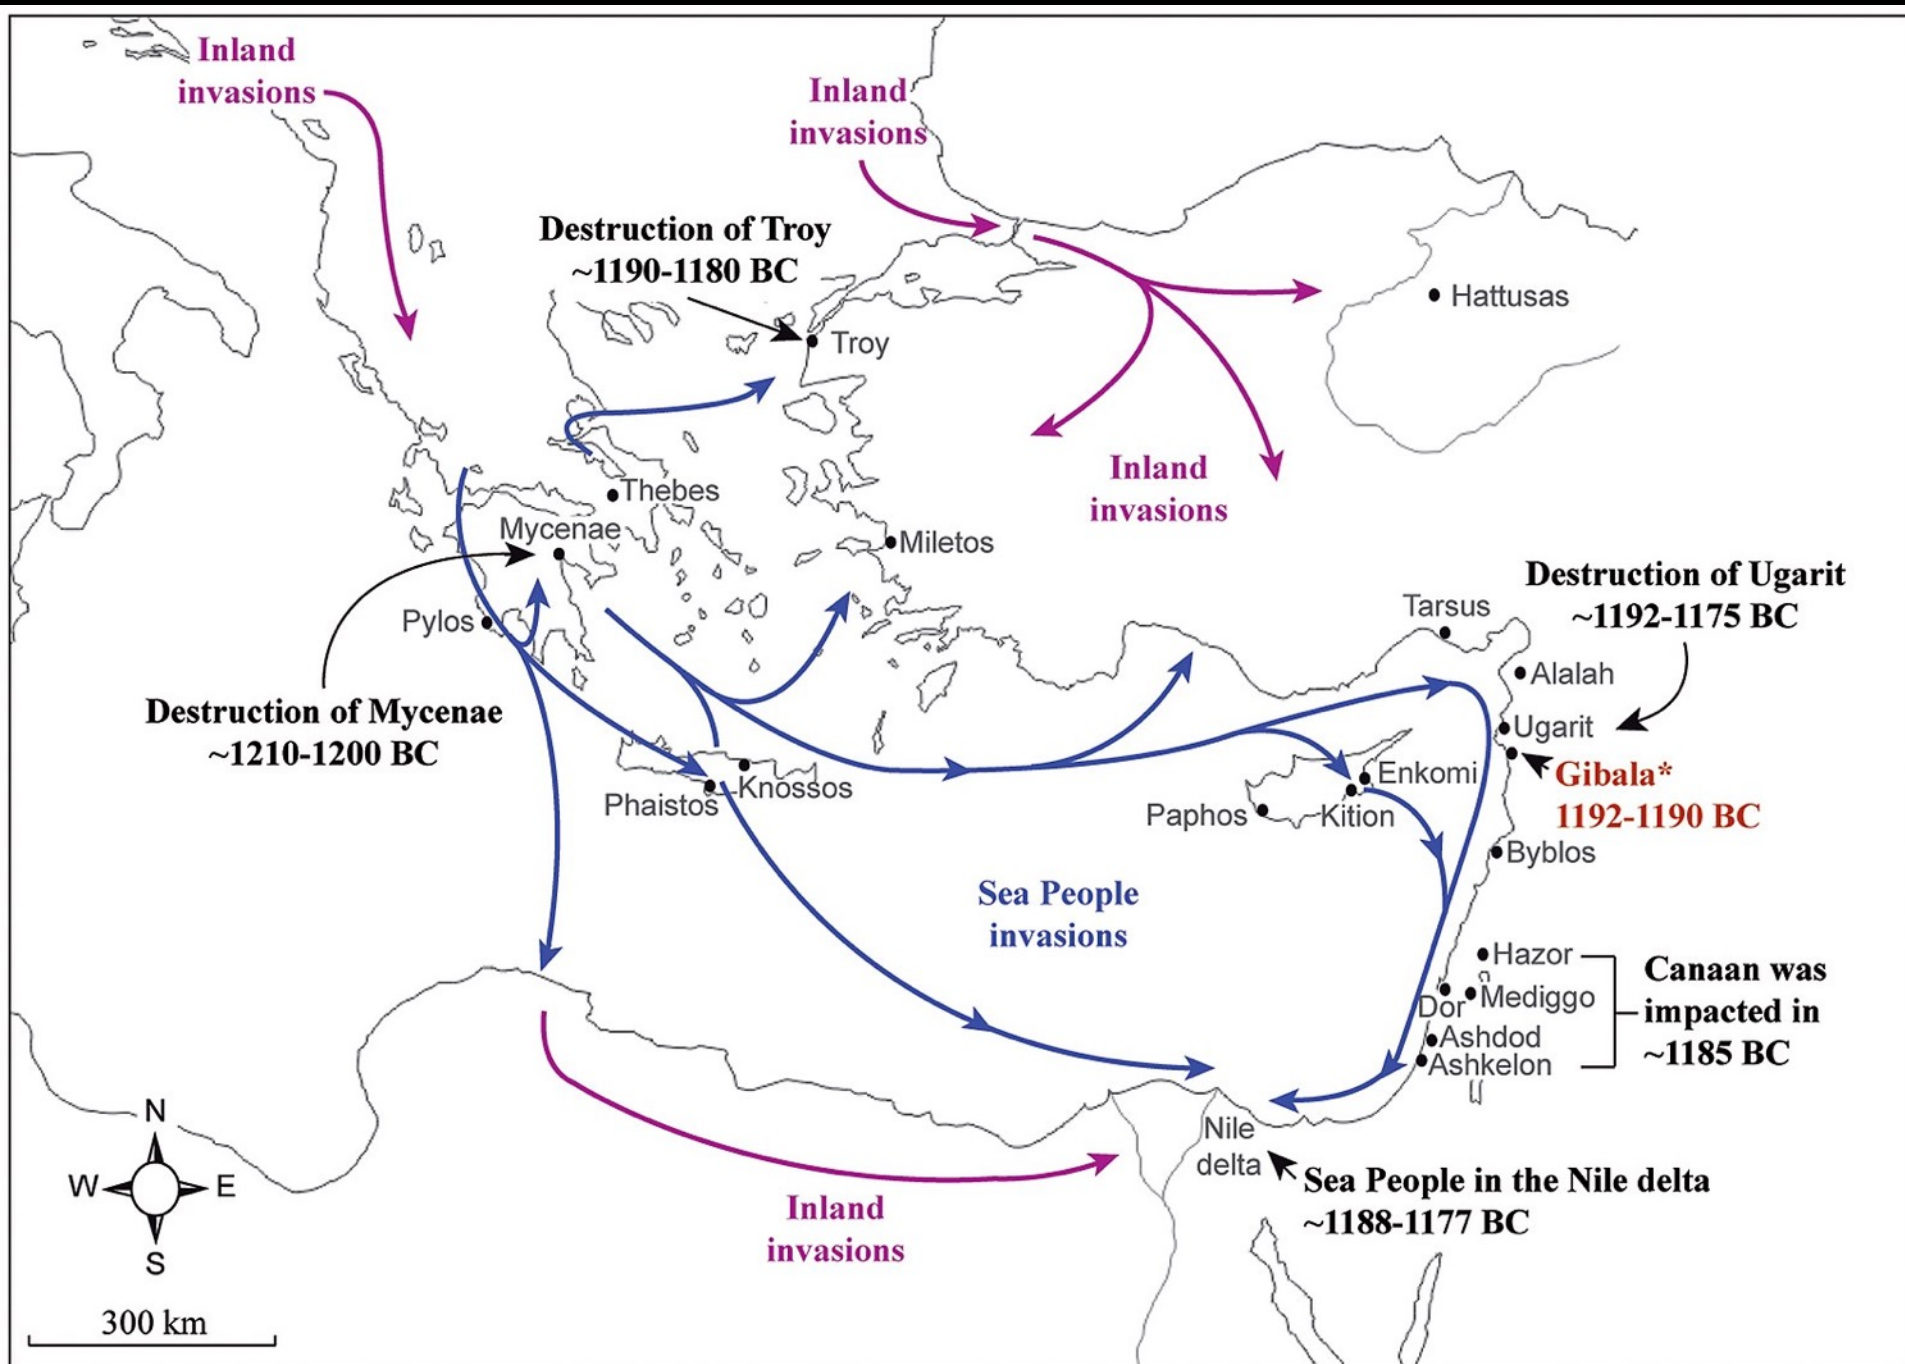 Inland
invasions
Inland
invasions
Destruction of Troy
~1190-1180 BC
Hattusas
Troy
Inland
invasions
Thebes
Mycenae
Miletos
Destruction of Ugarit
~1192-1175 BC
Tarsus
Pylos
Alalah
Destruction of Mycenae
~1210-1200 BC
Ugarit
Gibala*
1192-1190 BC
Enkomi
Knossos
Phaistos
Paphos
Kition
Byblos
Sea People
invasions
Hazor
Dor
Mediggo
Ashdod
Ashkelon
Canaan was
impacted in
~1185 BC
N
W
E
S
Nile
delta
Sea People in the Nile delta
~1188-1177 BC
Inland
invasions
300 km